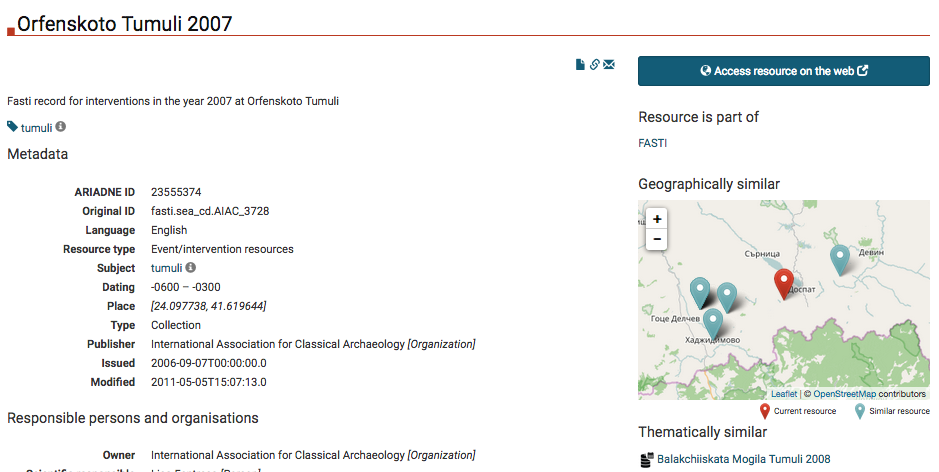 Orfenskoto Tumuli 2007
Access resource on the web
Fasti record for interventions in the year 2007 at Orfenskoto Tumuli
tumuli
Metadata
ARIADNE ID 23555374
Original ID fasti.sea_cd.AIAC_3728
Language English
Resource type Event/intervention resources
Subject tumuli
Dating -0600 – -0300
Place [24.097738, 41.619644]
Type Collection
Publisher International Association for Classical Archaeology [Organization]
Issued 2006-09-07T00:00:00.0
Modified 2011-05-05T15:07:13.0
Responsible persons and organisations
Owner International Association for Classical Archaeology [Organization]
Resource is part of
FASTI
Geographically similar
+
−
Сърница
Девин
Доспат
Гоце Делчев
Хаджидимово
Leaflet | © OpenStreetMap contributors
Current resource
Similar resource
Thematically similar
Balakchiiskata Mogila Tumuli 2008